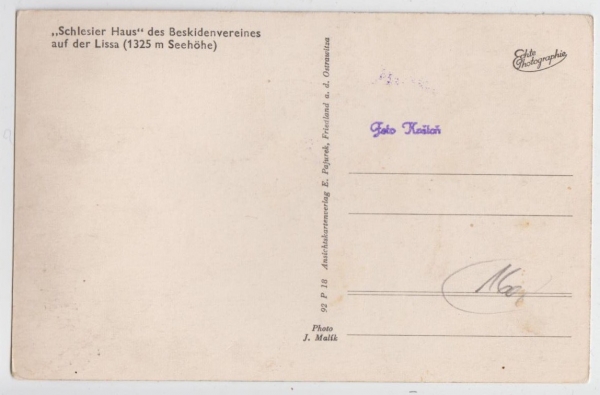 „Schlesier Haus“ des Beskidenvereines
auf der Lissa (1325 m Seehöhe)
Echte
Photographie
Foto
92 P 18 Ansichtskartenverlag E. Pajurek, Friedland a. d. Ostrawitza
Photo
J. Malik